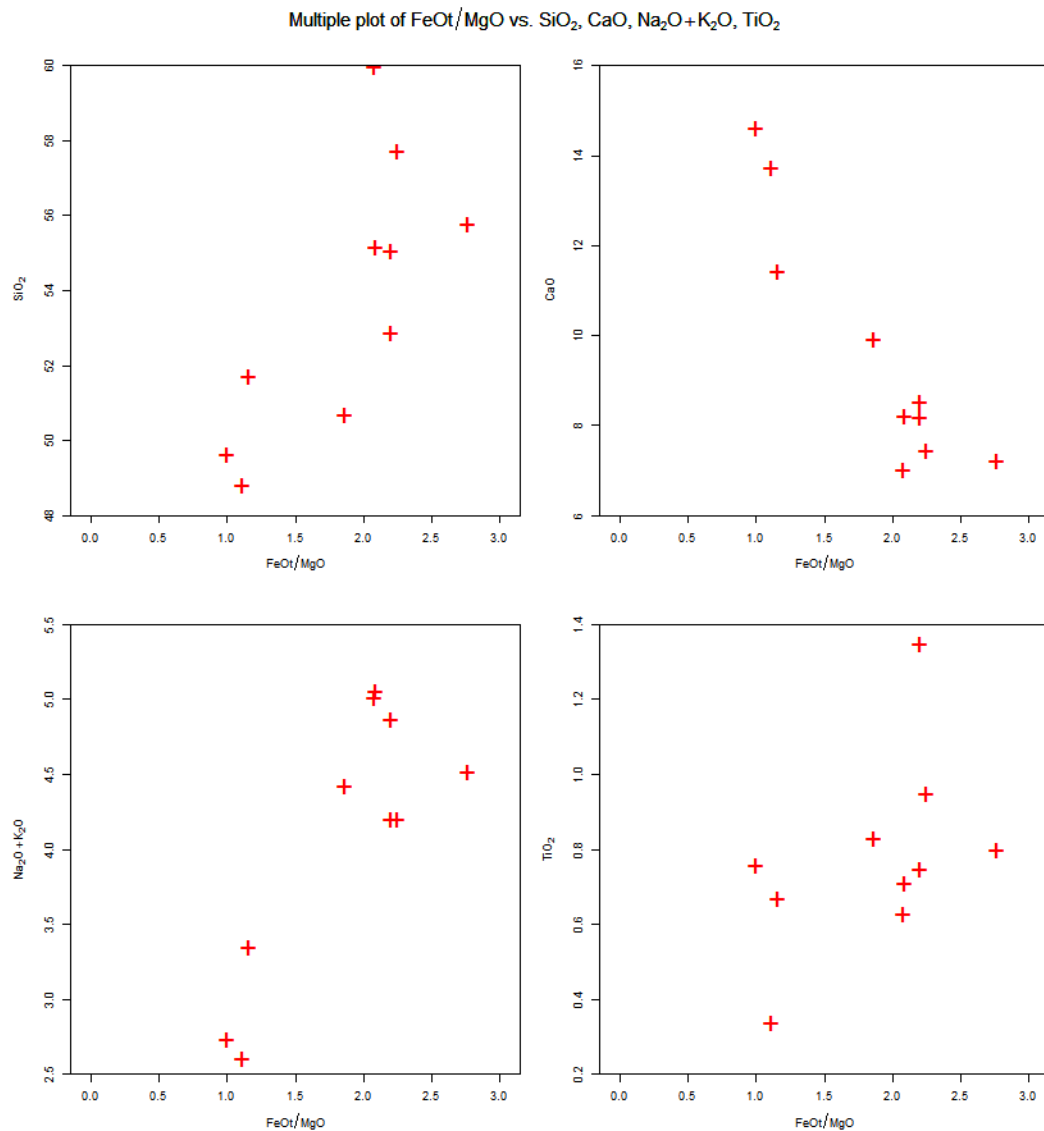 Multiple plot of FeOt/MgO vs. SiO₂, CaO, Na₂O+K₂O, TiO₂
60
58
56
54
52
50
48
SiO₂
0.0 0.5 1.0 1.5 2.0 2.5 3.0
FeOt/MgO
16
14
12
10
8
6
CaO
0.0 0.5 1.0 1.5 2.0 2.5 3.0
FeOt/MgO
5.5
5.0
4.5
4.0
3.5
3.0
2.5
Na₂O+K₂O
0.0 0.5 1.0 1.5 2.0 2.5 3.0
FeOt/MgO
1.4
1.2
1.0
0.8
0.6
0.4
0.2
TiO₂
0.0 0.5 1.0 1.5 2.0 2.5 3.0
FeOt/MgO